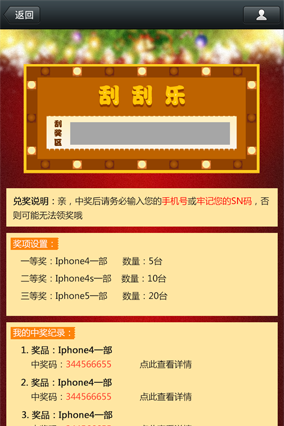 返回
刮刮乐
刮奖区
兑奖说明：亲，中奖后请务必输入您的手机号或牢记您的SN码，否
则可能无法领奖哦
奖项设置：
一等奖：Iphone4一部 数量：5台
二等奖：Iphone4s一部 数量：10台
三等奖：Iphone5一部 数量：20台
我的中奖纪录：
1. 奖品：Iphone4一部
中奖码：344566655 点此查看详情
2. 奖品：Iphone4一部
中奖码：344566655 点此查看详情
3. 奖品：Iphone4一部